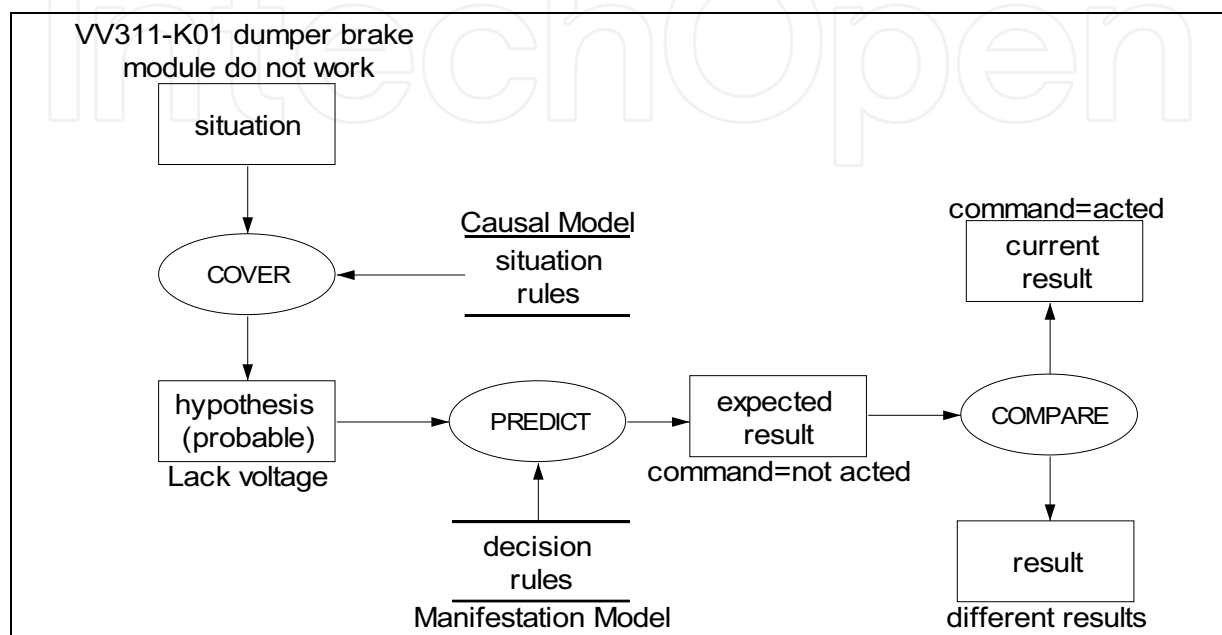 IntechOpen
VV311-K01 dumper brake
module do not work
situation
COVER
Causal Model
situation
rules
command=acted
current
result
hypothesis
(probable)
Lack voltage
PREDICT
expected
result
command=not acted
COMPARE
decision
rules
Manifestation Model
result
different results